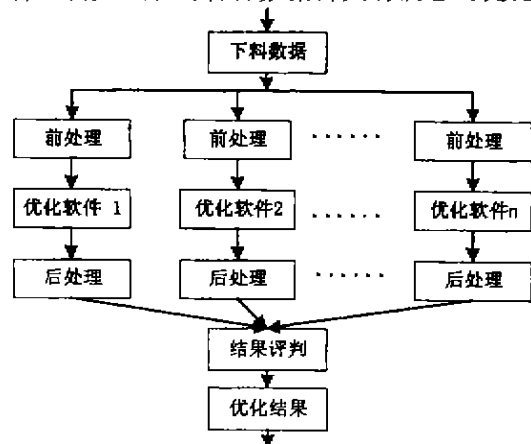 下料数据
前处理 前处理 ······ 前处理
优化软件 1 优化软件2 ······ 优化软件n
后处理 后处理 ······ 后处理
结果评判
优化结果